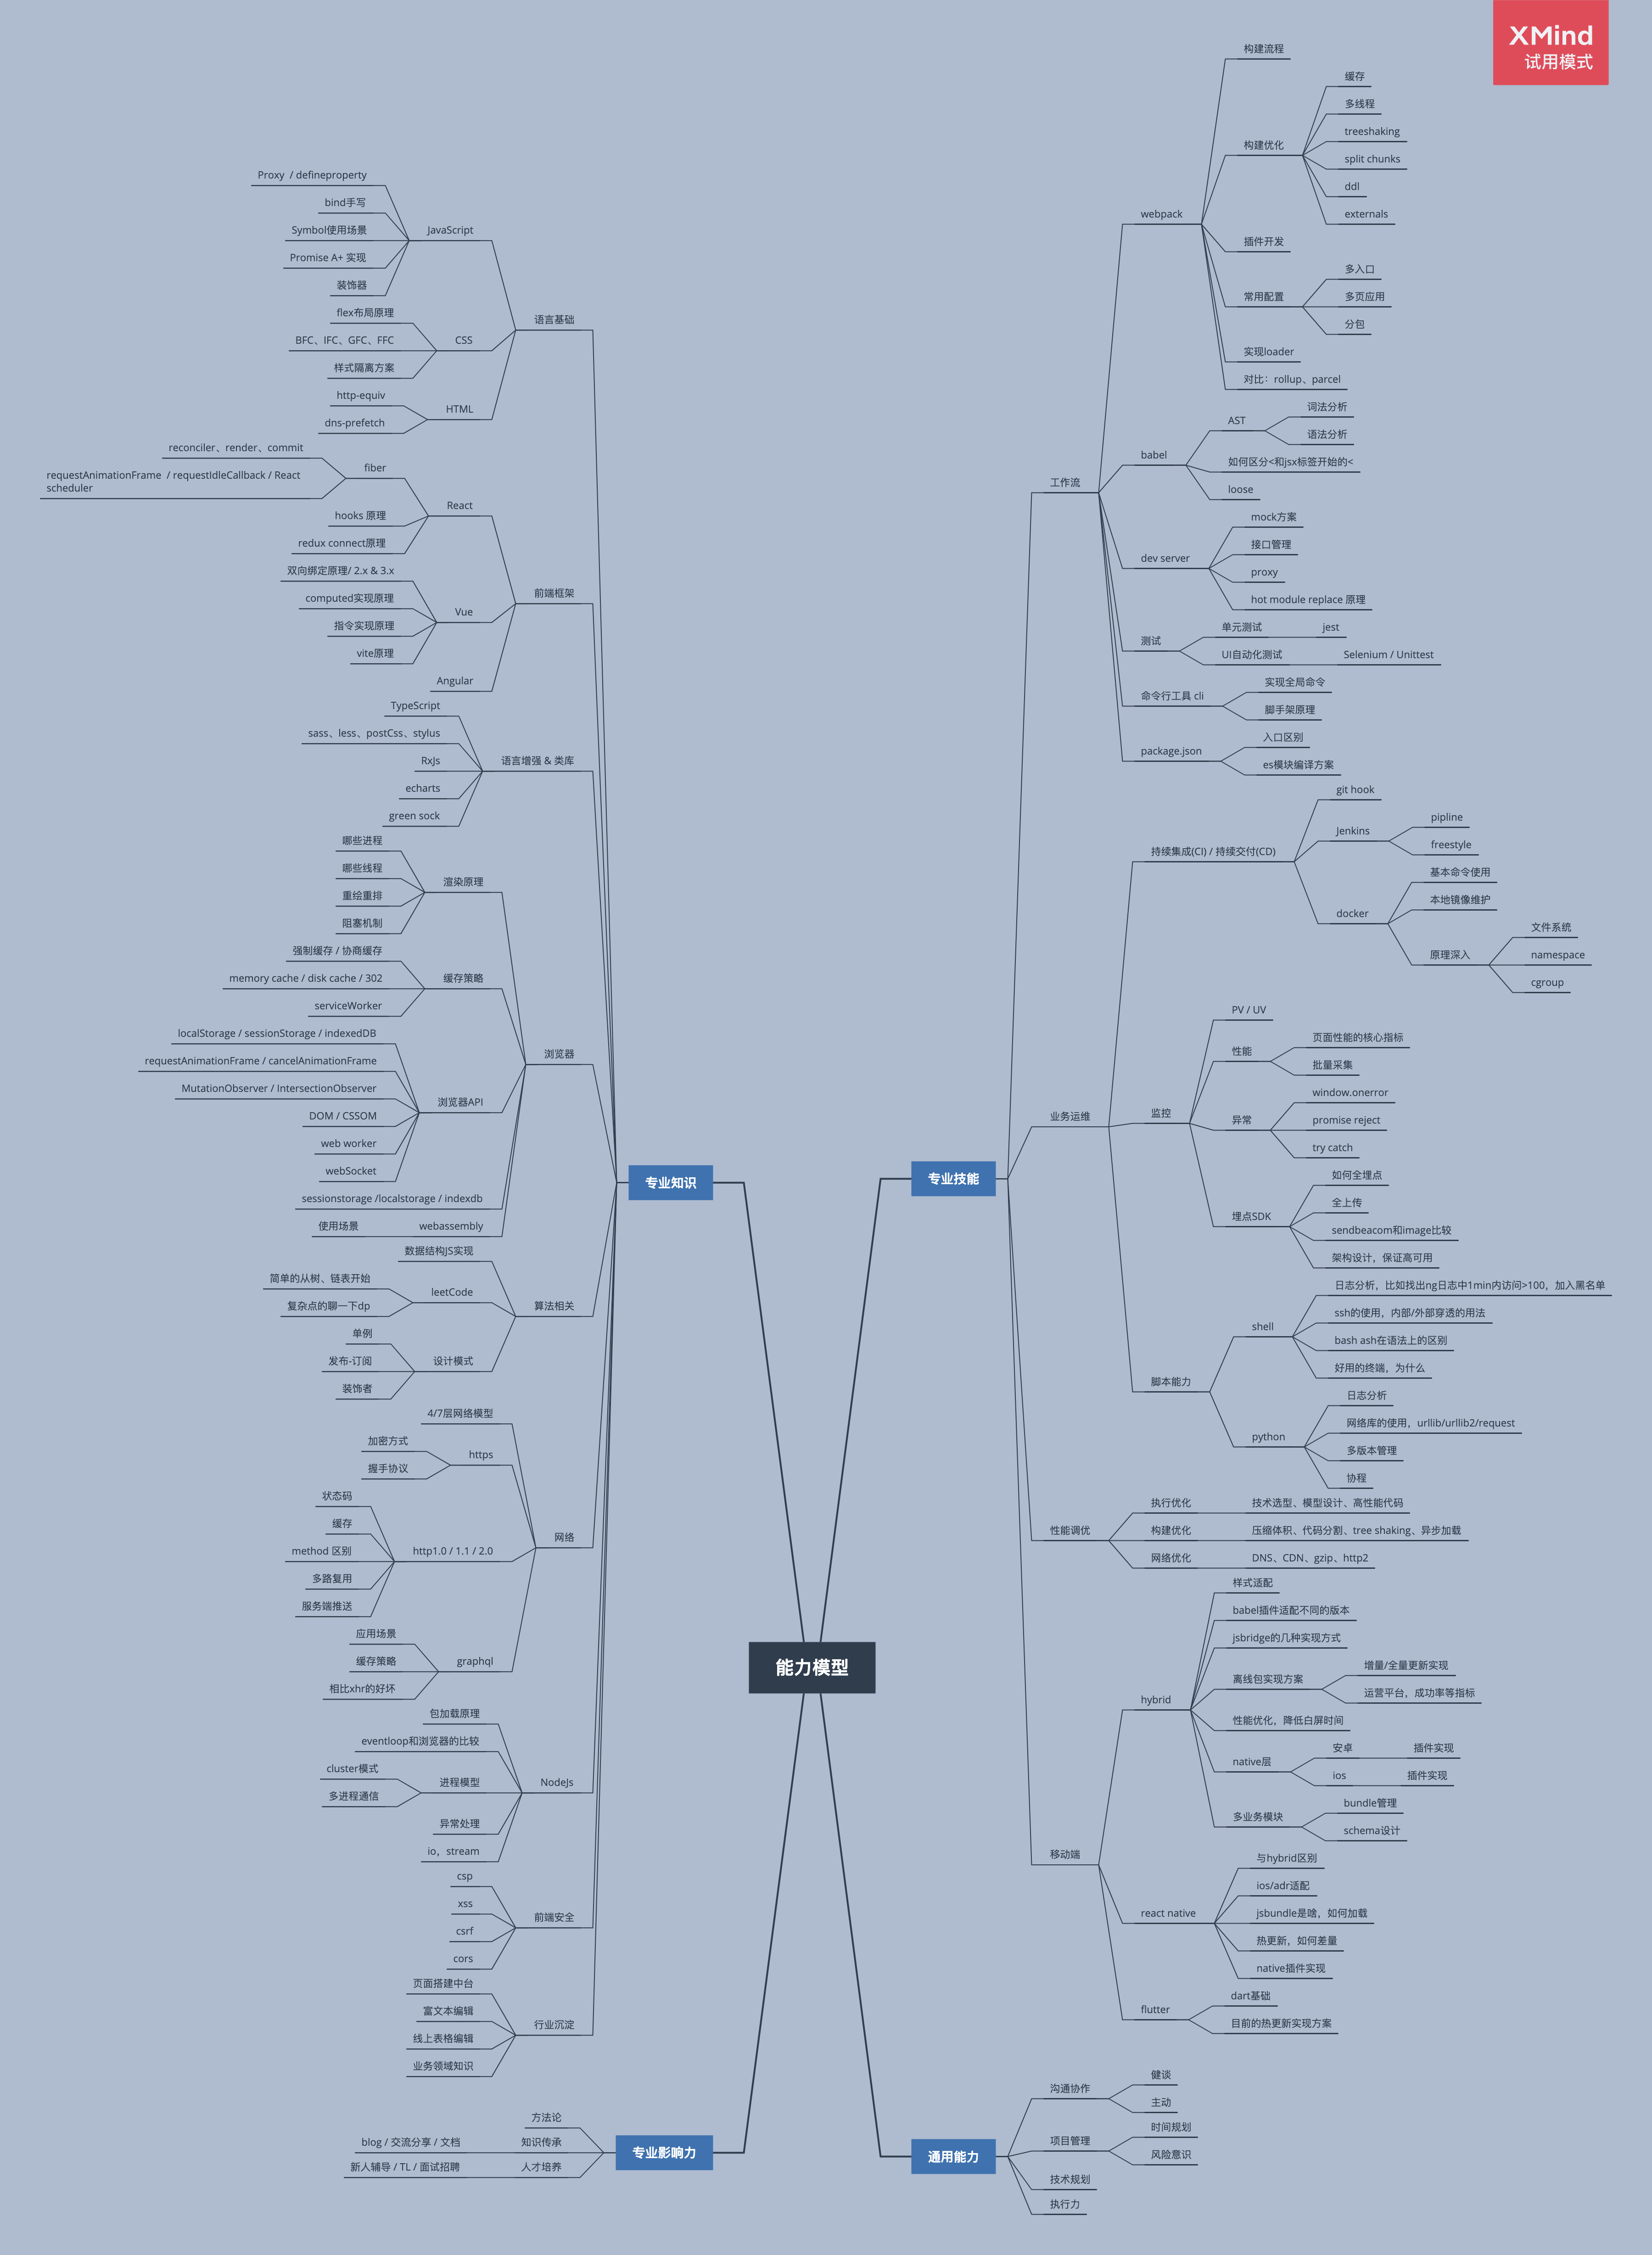 XMind
试用模式
能力模型
专业知识
语言基础
JavaScript
Proxy / defineproperty
bind手写
Symbol使用场景
Promise A+ 实现
装饰器
CSS
flex布局原理
BFC、IFC、GFC、FFC
样式隔离方案
HTML
http-equiv
dns-prefetch
前端框架
React
fiber
reconciler、render、commit
requestAnimationFrame / requestIdleCallback / React
scheduler
hooks 原理
redux connect原理
Vue
双向绑定原理/ 2.x & 3.x
computed实现原理
指令实现原理
vite原理
Angular
语言增强 & 类库
TypeScript
sass、less、postCss、stylus
RxJs
echarts
green sock
浏览器
渲染原理
哪些进程
哪些线程
重绘重排
阻塞机制
缓存策略
强制缓存 / 协商缓存
memory cache / disk cache / 302
serviceWorker
浏览器API
localStorage / sessionStorage / indexedDB
requestAnimationFrame / cancelAnimationFrame
MutationObserver / IntersectionObserver
DOM / CSSOM
web worker
webSocket
sessionstorage /localstorage / indexdb
webassembly
使用场景
算法相关
数据结构JS实现
leetCode
简单的从树、链表开始
复杂点的聊一下dp
设计模式
单例
发布-订阅
装饰者
网络
4/7层网络模型
https
加密方式
握手协议
http1.0 / 1.1 / 2.0
状态码
缓存
method 区别
多路复用
服务端推送
graphql
应用场景
缓存策略
相比xhr的好坏
NodeJs
包加载原理
eventloop和浏览器的比较
进程模型
cluster模式
多进程通信
异常处理
io，stream
前端安全
csp
xss
csrf
cors
行业沉淀
页面搭建中台
富文本编辑
线上表格编辑
业务领域知识
专业影响力
方法论
知识传承
blog / 交流分享 / 文档
人才培养
新人辅导 / TL / 面试招聘
专业技能
工作流
webpack
构建流程
构建优化
缓存
多线程
treeshaking
split chunks
ddl
externals
插件开发
常用配置
多入口
多页应用
分包
实现loader
对比：rollup、parcel
babel
AST
词法分析
语法分析
如何区分<和jsx标签开始的<
loose
dev server
mock方案
接口管理
proxy
hot module replace 原理
测试
单元测试
jest
UI自动化测试
Selenium / Unittest
命令行工具 cli
实现全局命令
脚手架原理
package.json
入口区别
es模块编译方案
业务运维
持续集成(CI) / 持续交付(CD)
git hook
Jenkins
pipline
freestyle
docker
基本命令使用
本地镜像维护
原理深入
文件系统
namespace
cgroup
监控
PV / UV
性能
页面性能的核心指标
批量采集
异常
window.onerror
promise reject
try catch
埋点SDK
如何全埋点
全上传
sendbeacom和image比较
架构设计，保证高可用
脚本能力
shell
日志分析，比如找出ng日志中1min内访问>100，加入黑名单
ssh的使用，内部/外部穿透的用法
bash ash在语法上的区别
好用的终端，为什么
python
日志分析
网络库的使用，urllib/urllib2/request
多版本管理
协程
性能调优
执行优化
技术选型、模型设计、高性能代码
构建优化
压缩体积、代码分割、tree shaking、异步加载
网络优化
DNS、CDN、gzip、http2
移动端
hybrid
样式适配
babel插件适配不同的版本
jsbridge的几种实现方式
离线包实现方案
增量/全量更新实现
运营平台，成功率等指标
性能优化，降低白屏时间
native层
安卓
插件实现
ios
插件实现
多业务模块
bundle管理
schema设计
react native
与hybrid区别
ios/adr适配
jsbundle是啥，如何加载
热更新，如何差量
native插件实现
flutter
dart基础
目前的热更新实现方案
通用能力
沟通协作
健谈
主动
项目管理
时间规划
风险意识
技术规划
执行力